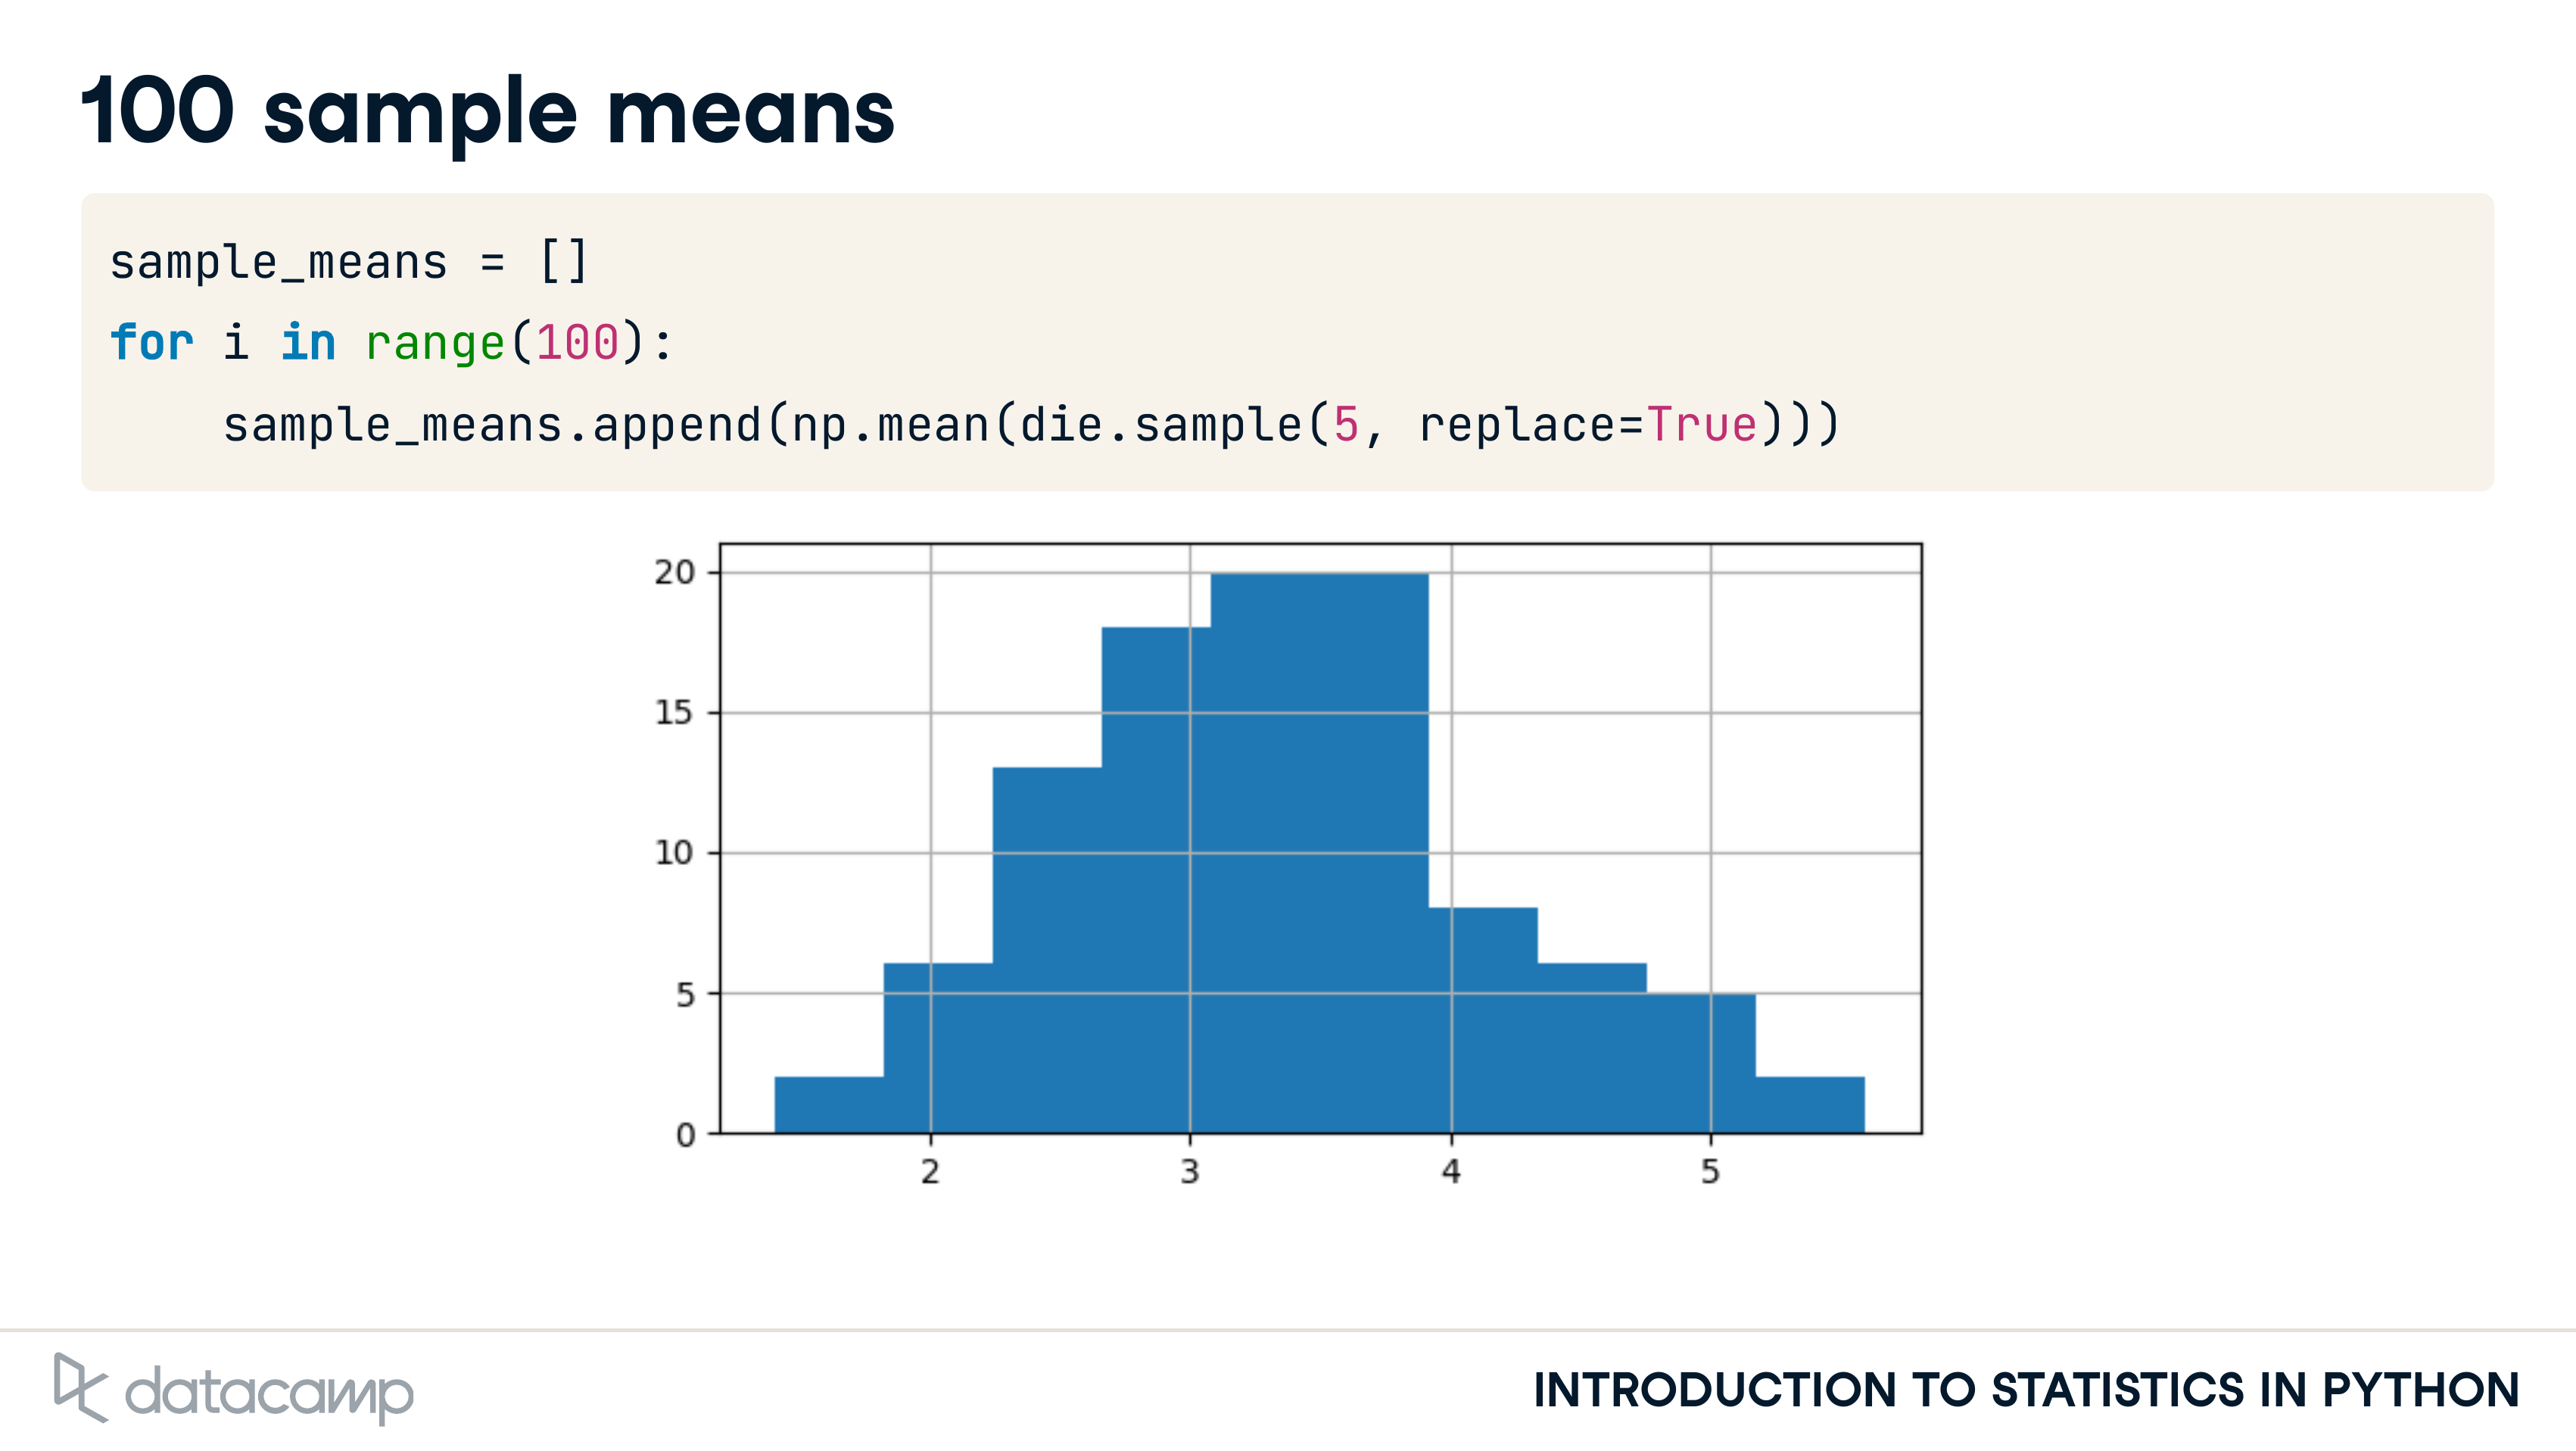 100 sample means
sample_means = []
for i in range(100):
    sample_means.append(np.mean(die.sample(5, replace=True)))
20
15
10
5
0
2 3 4 5
datacamp
INTRODUCTION TO STATISTICS IN PYTHON